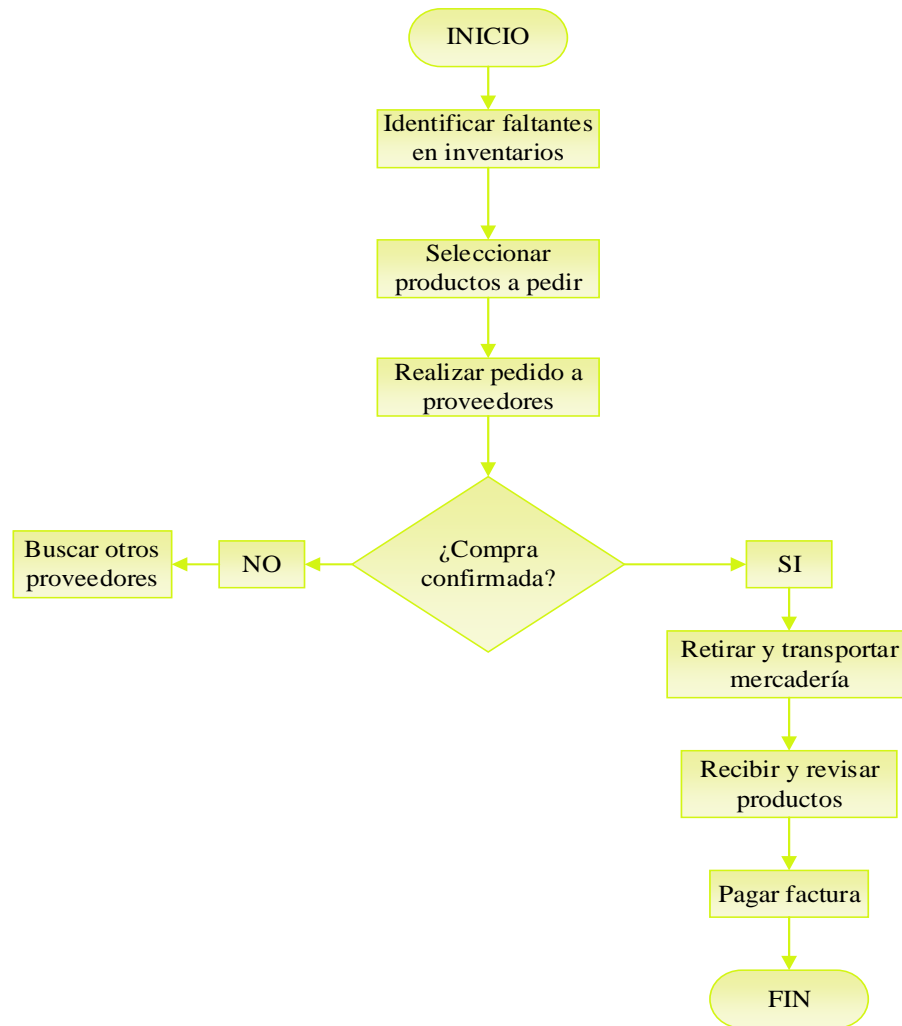 INICIO
Identificar faltantes
en inventarios
Seleccionar
productos a pedir
Realizar pedido a
proveedores
¿Compra
confirmada?
NO
Buscar otros
proveedores
SI
Retirar y transportar
mercadería
Recibir y revisar
productos
Pagar factura
FIN